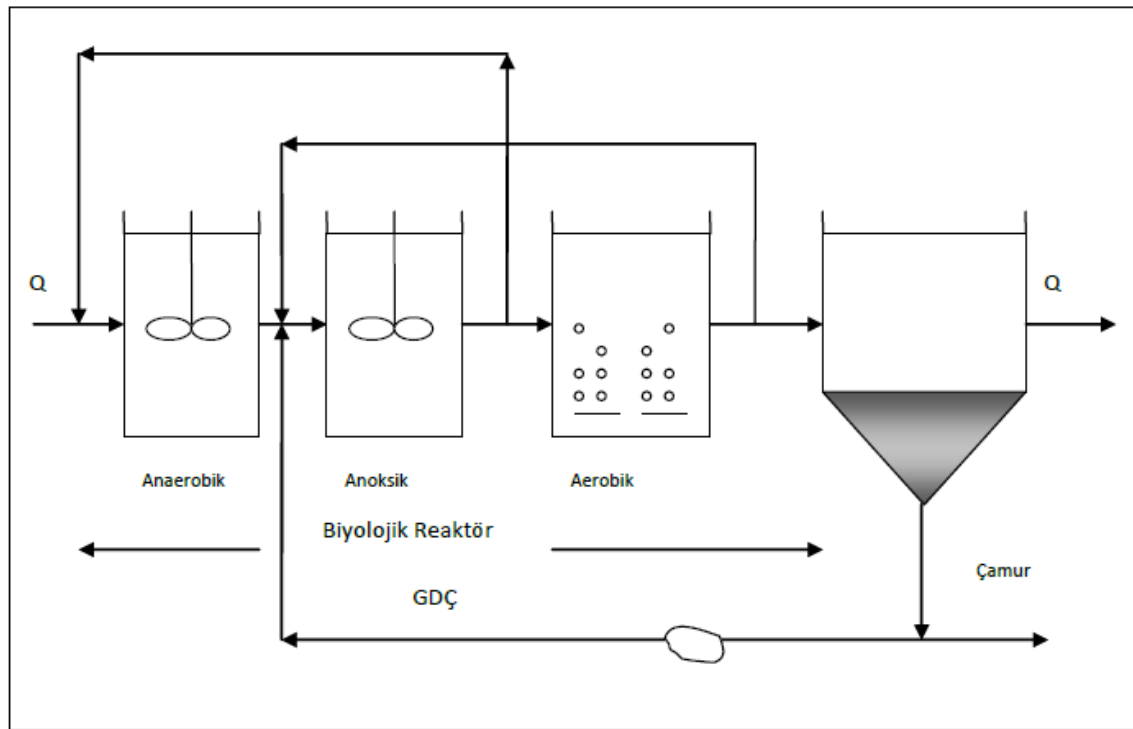 Q
Q
Anaerobik
Anoksik
Aerobik
Biyolojik Reaktör
Çamur
GDÇ